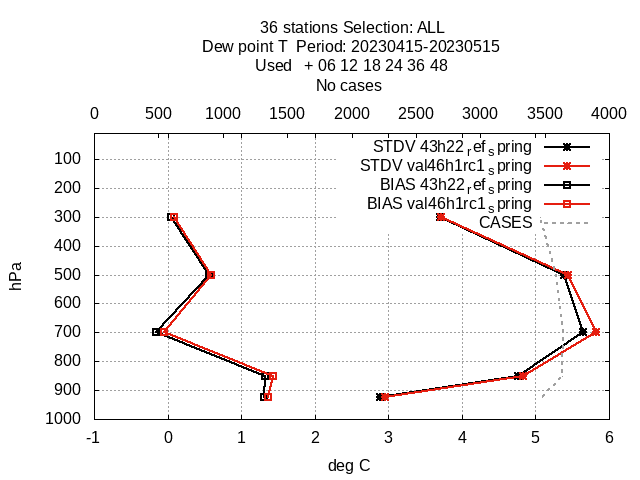 36 stations Selection: ALL
Dew point T  Period: 20230415-20230515
Used   + 06 12 18 24 36 48
No cases
0 500 1000 1500 2000 2500 3000 3500 4000
STDV 43h22_ref_spring
STDV val46h1rc1_spring
BIAS 43h22_ref_spring
BIAS val46h1rc1_spring
CASES
100
200
300
400
500
600
700
800
900
1000
hPa
-1 0 1 2 3 4 5 6
deg C